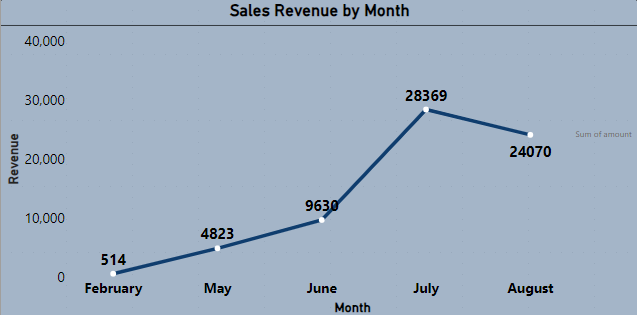 Sales Revenue by Month
40,000
30,000
20,000
10,000
0
Revenue
514
4823
9630
28369
24070
Sum of amount
February May June July August
Month